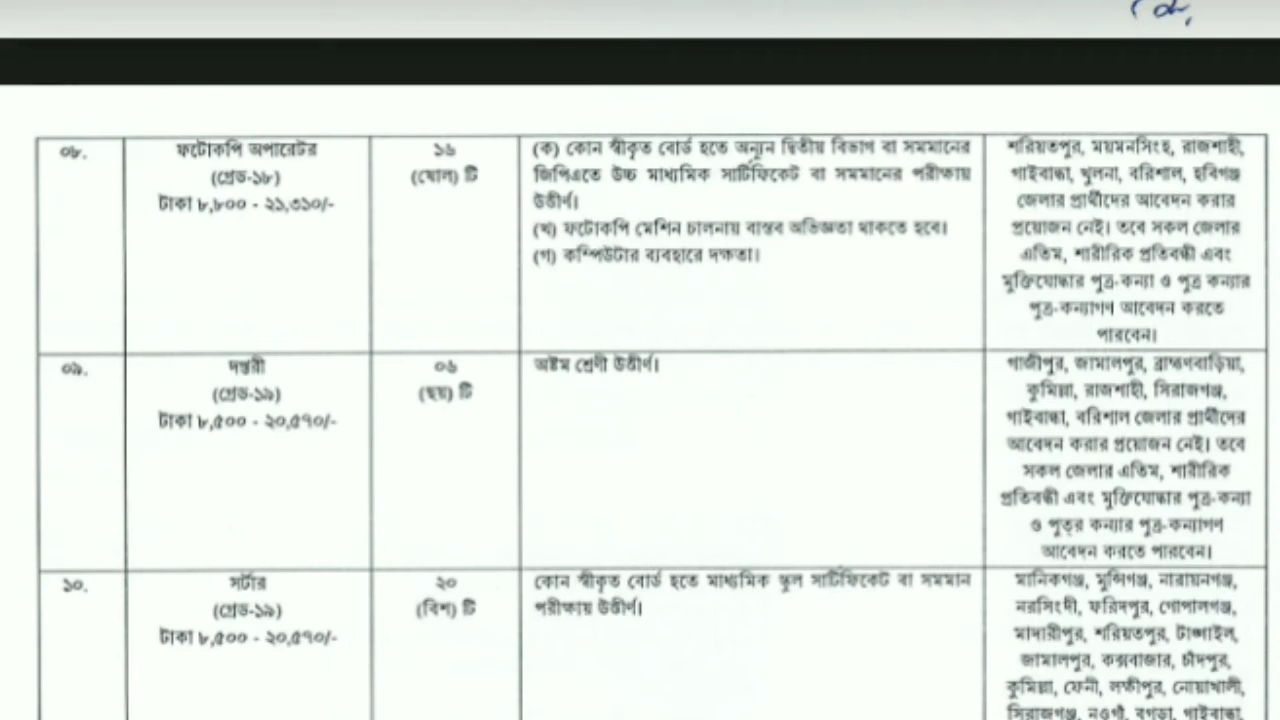 ০৮.
ফটোকপি অপারেটর
(গ্রেড-১৮)
টাকা ৮,৮০০ - ২১,৩১০/-
১৬
(ষোল) টি
(ক) কোন স্বীকৃত বোর্ড হতে অন্যূন দ্বিতীয় বিভাগ বা সমমানের
জিপিএতে উচ্চ মাধ্যমিক সার্টিফিকেট বা সমমানের পরীক্ষায়
উত্তীর্ণ।
(খ) ফটোকপি মেশিন চালনায় বাস্তব অভিজ্ঞতা থাকতে হবে।
(গ) কম্পিউটার ব্যবহারে দক্ষতা।
শরিয়তপুর, ময়মনসিংহ, রাজশাহী,
গাইবান্ধা, খুলনা, বরিশাল, হবিগঞ্জ
জেলার প্রার্থীদের আবেদন করার
প্রয়োজন নেই। তবে সকল জেলার
এতিম, শারীরিক প্রতিবন্ধী এবং
মুক্তিযোদ্ধার পুত্র-কন্যা ও পুত্র কন্যার
পুত্র-কন্যাগণ আবেদন করতে
পারবেন।
০৯.
দপ্তরী
(গ্রেড-১৯)
টাকা ৮,৫০০ - ২০,৫৭০/-
০৬
(ছয়) টি
অষ্টম শ্রেণী উত্তীর্ণ।
গাজীপুর, জামালপুর, ব্রাহ্মণবাড়িয়া,
কুমিল্লা, রাজশাহী, সিরাজগঞ্জ,
গাইবান্ধা, বরিশাল জেলার প্রার্থীদের
আবেদন করার প্রয়োজন নেই। তবে
সকল জেলার এতিম, শারীরিক
প্রতিবন্ধী এবং মুক্তিযোদ্ধার পুত্র-কন্যা
ও পুত্র কন্যার পুত্র-কন্যাগণ
আবেদন করতে পারবেন।
১০.
সর্টার
(গ্রেড-১৯)
টাকা ৮,৫০০ - ২০,৫৭০/-
২০
(বিশ) টি
কোন স্বীকৃত বোর্ড হতে মাধ্যমিক স্কুল সার্টিফিকেট বা সমমান
পরীক্ষায় উত্তীর্ণ।
মানিকগঞ্জ, মুন্সিগঞ্জ, নারায়নগঞ্জ,
নরসিংদী, ফরিদপুর, গোপালগঞ্জ,
মাদারীপুর, শরিয়তপুর, টাঙ্গাইল,
জামালপুর, কক্সবাজার, চাঁদপুর,
কুমিল্লা, ফেনী, লক্ষীপুর, নোয়াখালী,
সিরাজগঞ্জ, নওগাঁ, বগুড়া, গাইবান্ধা,